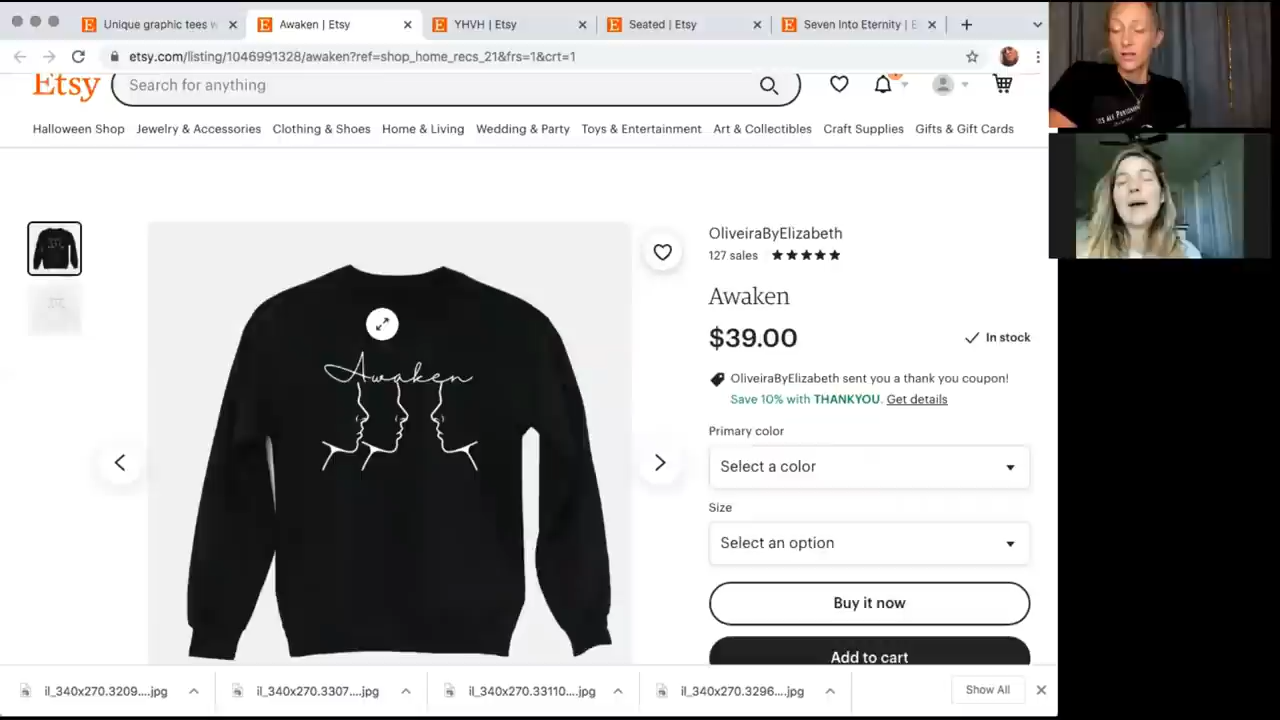 Unique graphic tees w
Awaken | Etsy
YHVH | Etsy
Seated | Etsy
Seven Into Eternity | E
etsy.com/listing/1046991328/awaken?ref=shop_home_recs_21&frs=1&crt=1
Etsy
Search for anything
Halloween Shop Jewelry & Accessories Clothing & Shoes Home & Living Wedding & Party Toys & Entertainment Art & Collectibles Craft Supplies Gifts & Gift Cards
OliveiraByElizabeth
127 sales
Awaken
$39.00
In stock
OliveiraByElizabeth sent you a thank you coupon!
Save 10% with THANKYOU. Get details
Primary color
Select a color
Size
Select an option
Buy it now
Add to cart
Awaken
il_340x270.3209....jpg
il_340x270.3307....jpg
il_340x270.33110....jpg
il_340x270.3296....jpg
Show All